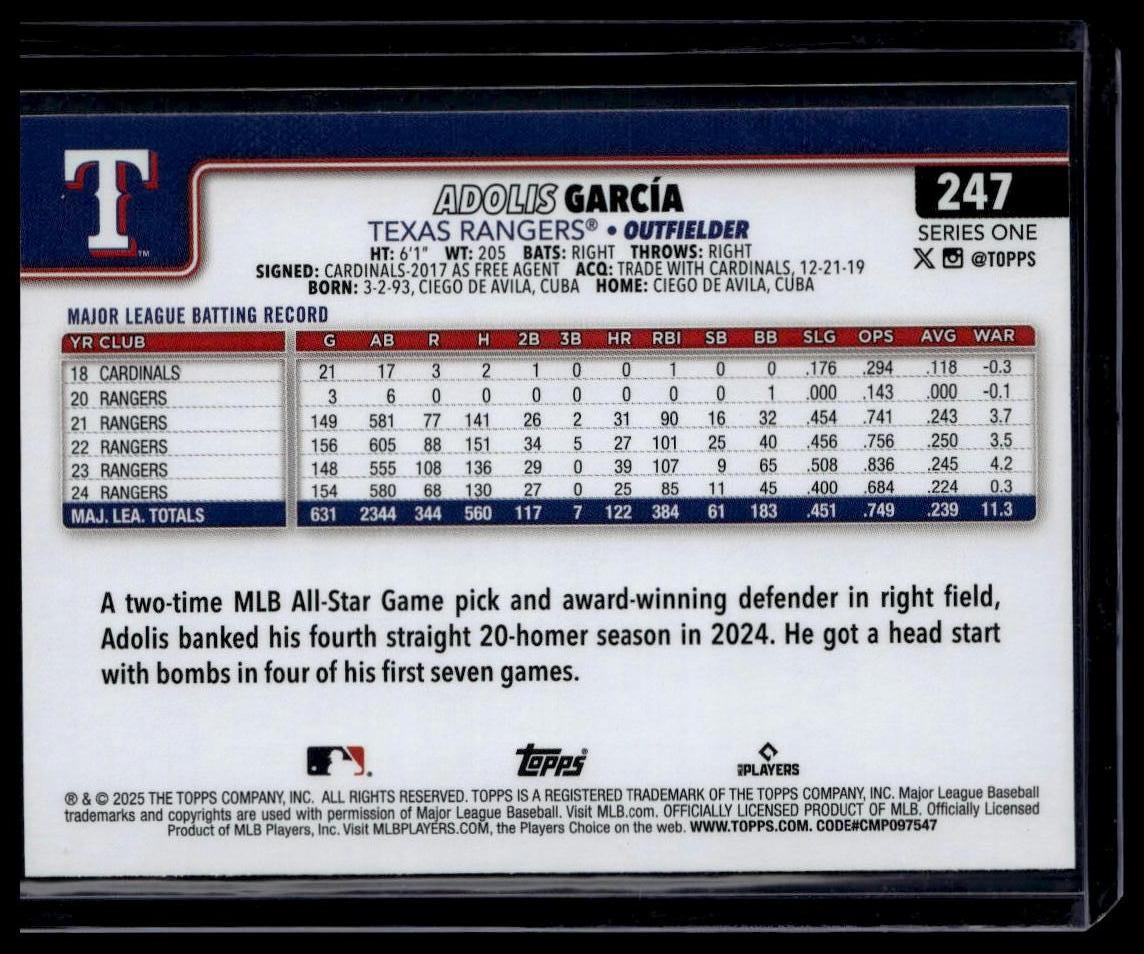 T
TM
ADOLIS GARCÍA
247
TEXAS RANGERS® • OUTFIELDER
SERIES ONE
HT: 6'1" WT: 205 BATS: RIGHT THROWS: RIGHT
@TOPPS
SIGNED: CARDINALS-2017 AS FREE AGENT ACQ: TRADE WITH CARDINALS, 12-21-19
BORN: 3-2-93, CIEGO DE AVILA, CUBA HOME: CIEGO DE AVILA, CUBA
MAJOR LEAGUE BATTING RECORD
YR CLUB G AB R H 2B 3B HR RBI SB BB SLG OPS AVG WAR
18 CARDINALS 21 17 3 2 1 0 0 1 0 0 .176 .294 .118 -0.3
20 RANGERS 3 6 0 0 0 0 0 0 0 1 .000 .143 .000 -0.1
21 RANGERS 149 581 77 141 26 2 31 90 16 32 .454 .741 .243 3.7
22 RANGERS 156 605 88 151 34 5 27 101 25 40 .456 .756 .250 3.5
23 RANGERS 148 555 108 136 29 0 39 107 9 65 .508 .836 .245 4.2
24 RANGERS 154 580 68 130 27 0 25 85 11 45 .400 .684 .224 0.3
MAJ. LEA. TOTALS 631 2344 344 560 117 7 122 384 61 183 .451 .749 .239 11.3
A two-time MLB All-Star Game pick and award-winning defender in right field,
Adolis banked his fourth straight 20-homer season in 2024. He got a head start
with bombs in four of his first seven games.
Topps®
MLB PLAYERS
® & © 2025 THE TOPPS COMPANY, INC. ALL RIGHTS RESERVED. TOPPS IS A REGISTERED TRADEMARK OF THE TOPPS COMPANY, INC. Major League Baseball
trademarks and copyrights are used with permission of Major League Baseball. Visit MLB.com. OFFICIALLY LICENSED PRODUCT OF MLB. Officially Licensed
Product of MLB Players, Inc. Visit MLBPLAYERS.COM, the Players Choice on the web. WWW.TOPPS.COM. CODE#CMP097547